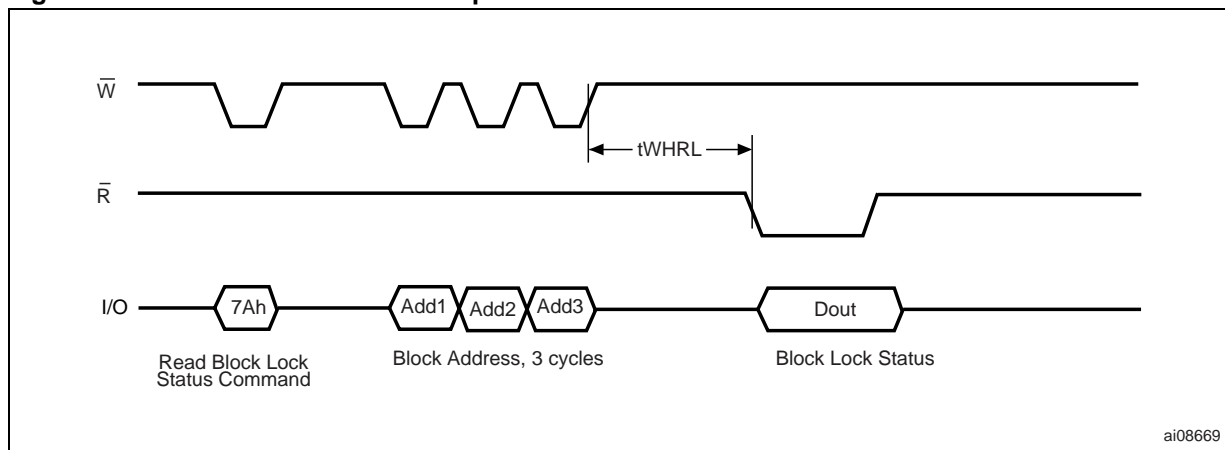 W
tWHRL
R
I/O 7Ah Add1 Add2 Add3 Dout
Read Block Lock
Status Command
Block Address, 3 cycles
Block Lock Status
ai08669